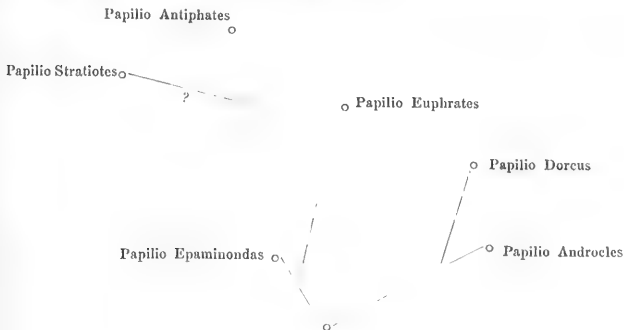 Papilio Antiphates
Papilio Stratiotes
?
Papilio Euphrates
Papilio Dorcus
Papilio Epaminondas
Papilio Androcles